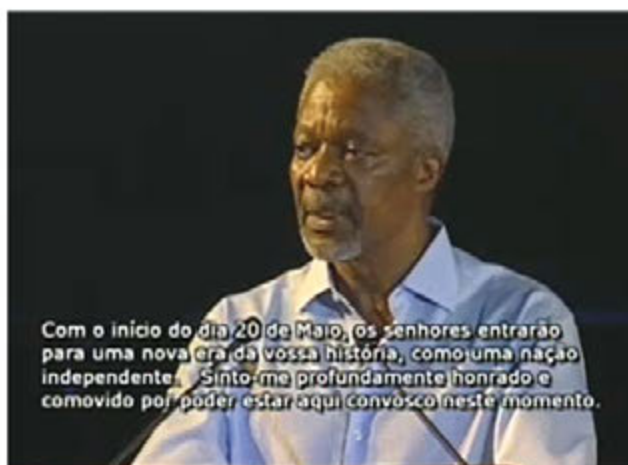 Com o início do dia 20 de Maio, os senhores entrarão
para uma nova era da vossa história, como uma nação
independente. Sinto-me profundamente honrado e
comovido por poder estar aqui convosco neste momento.